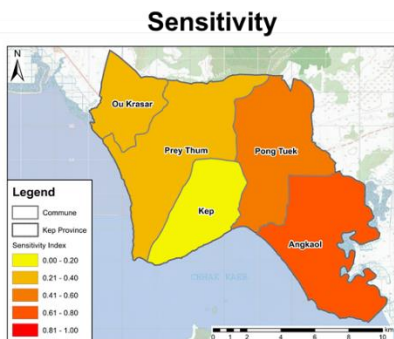 Sensitivity
N
Ou Krasar
Prey Thum
Pong Tuek
Kep
Angkaol
Legend
Commune
Kep Province
Sensitivity Index
0.00 - 0.20
0.21 - 0.40
0.41 - 0.60
0.61 - 0.80
0.81 - 1.00
km
0 1 2 4 6 8 10